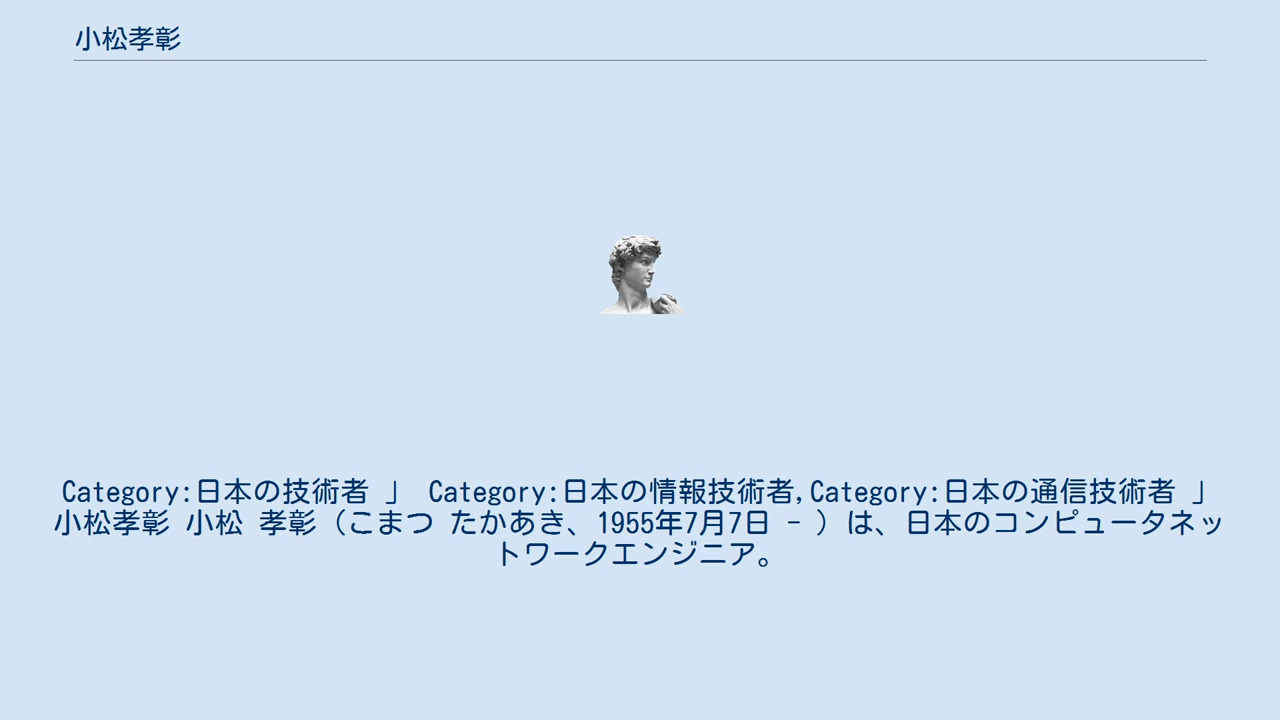 小松孝彰
Category:日本の技術者 」 Category:日本の情報技術者,Category:日本の通信技術者 」
小松孝彰 小松 孝彰（こまつ たかあき、1955年7月7日 - ）は、日本のコンピュータネッ
トワークエンジニア。